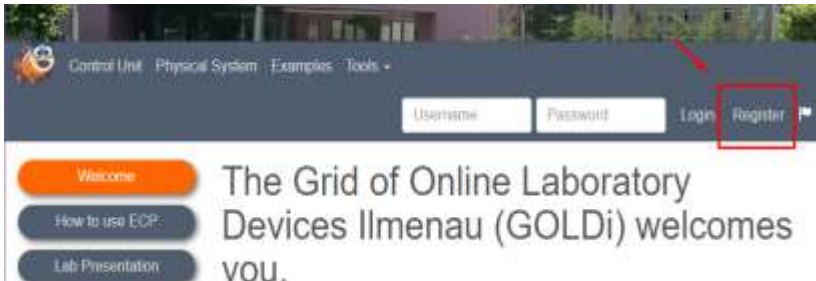 Control Unit Physical System Examples Tools
Username Password Login Register
Welcome
How to use ECP
Lab Presentation
The Grid of Online Laboratory
Devices Ilmenau (GOLDi) welcomes
you.